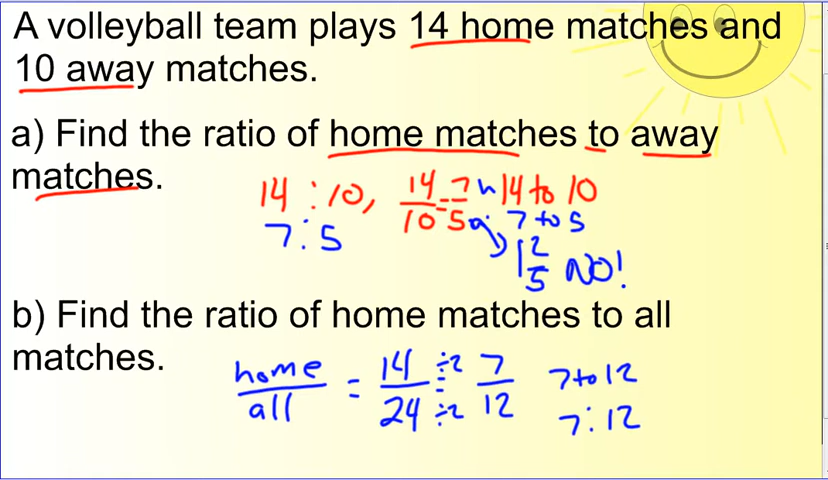 A volleyball team plays 14 home matches and
10 away matches.
a) Find the ratio of home matches to away
matches.
14 : 10, 14/10 = 7/5 h 14 to 10
7 : 5 a 7 to 5
1 2/5 NO!
b) Find the ratio of home matches to all
matches.
home/all = 14/24 ÷2/÷2 = 7/12 7 to 12
7 : 12